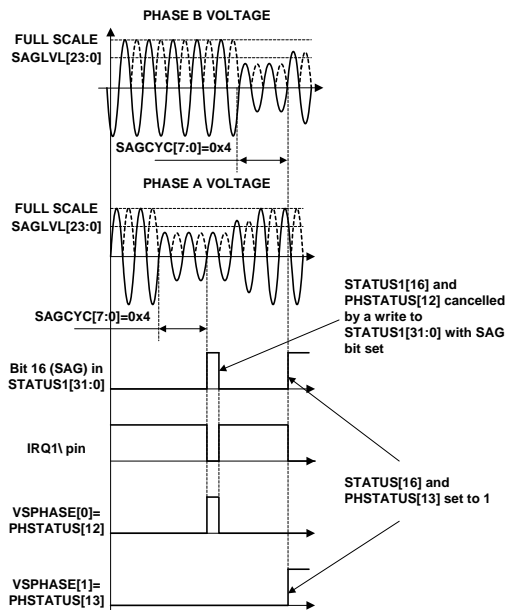 PHASE B VOLTAGE
FULL SCALE
SAGLVL[23:0]
SAGCYC[7:0]=0x4
PHASE A VOLTAGE
FULL SCALE
SAGLVL[23:0]
SAGCYC[7:0]=0x4
STATUS1[16] and
PHSTATUS[12] cancelled
by a write to
STATUS1[31:0] with SAG
bit set
Bit 16 (SAG) in
STATUS1[31:0]
IRQ1\ pin
STATUS[16] and
PHSTATUS[13] set to 1
VSPHASE[0]=
PHSTATUS[12]
VSPHASE[1]=
PHSTATUS[13]